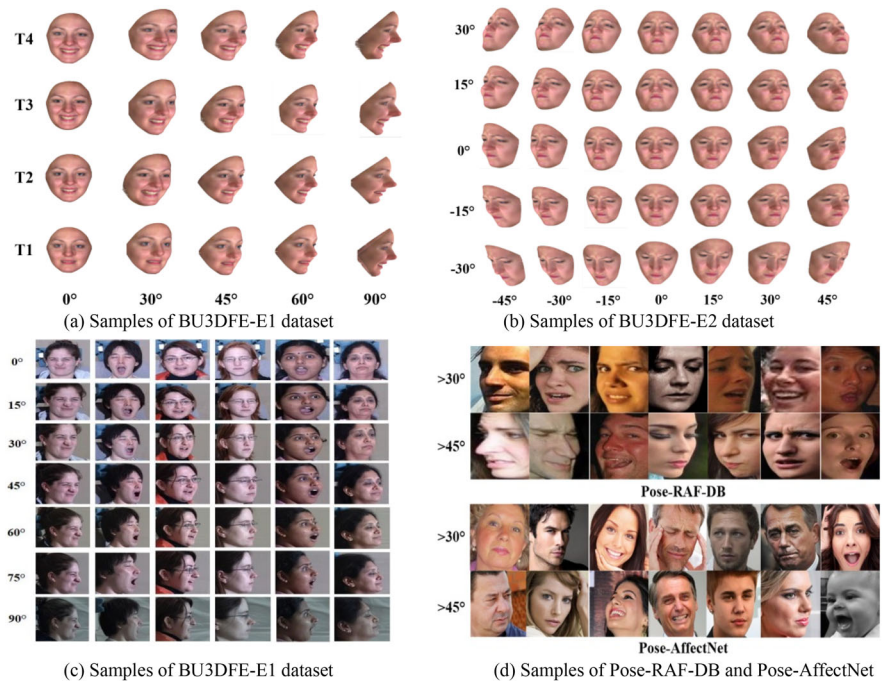 T4
T3
T2
T1
0° 30° 45° 60° 90°
(a) Samples of BU3DFE-E1 dataset
30°
15°
0°
-15°
-30°
-45° -30° -15° 0° 15° 30° 45°
(b) Samples of BU3DFE-E2 dataset
0°
15°
30°
45°
60°
75°
90°
(c) Samples of BU3DFE-E1 dataset
>30°
>45°
Pose-RAF-DB
>30°
>45°
Pose-AffectNet
(d) Samples of Pose-RAF-DB and Pose-AffectNet